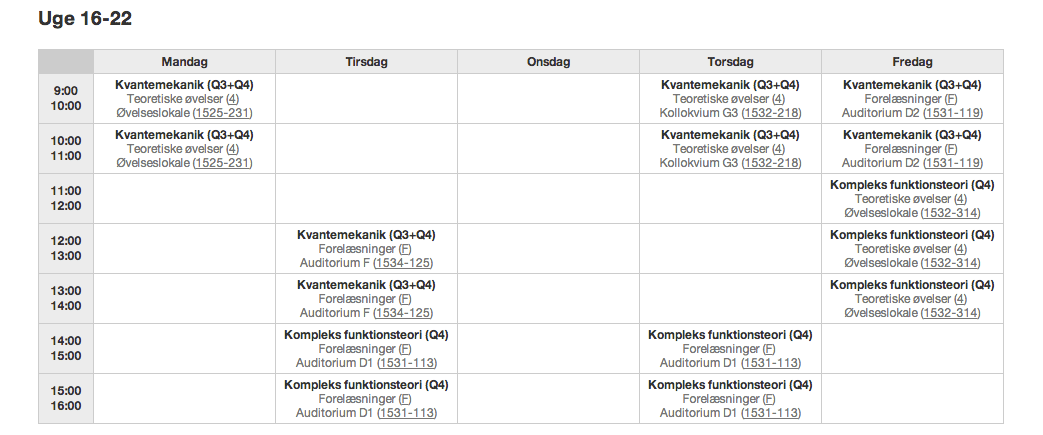 Uge 16-22
Mandag Tirsdag Onsdag Torsdag Fredag
9:00
10:00
Kvantemekanik (Q3+Q4)
Teoretiske øvelser (4)
Øvelseslokale (1525-231)
Kvantemekanik (Q3+Q4)
Teoretiske øvelser (4)
Kollokvium G3 (1532-218)
Kvantemekanik (Q3+Q4)
Forelæsninger (F)
Auditorium D2 (1531-119)
10:00
11:00
Kvantemekanik (Q3+Q4)
Teoretiske øvelser (4)
Øvelseslokale (1525-231)
Kvantemekanik (Q3+Q4)
Teoretiske øvelser (4)
Kollokvium G3 (1532-218)
Kvantemekanik (Q3+Q4)
Forelæsninger (F)
Auditorium D2 (1531-119)
11:00
12:00
Kompleks funktionsteori (Q4)
Teoretiske øvelser (4)
Øvelseslokale (1532-314)
12:00
13:00
Kvantemekanik (Q3+Q4)
Forelæsninger (F)
Auditorium F (1534-125)
Kompleks funktionsteori (Q4)
Teoretiske øvelser (4)
Øvelseslokale (1532-314)
13:00
14:00
Kvantemekanik (Q3+Q4)
Forelæsninger (F)
Auditorium F (1534-125)
Kompleks funktionsteori (Q4)
Teoretiske øvelser (4)
Øvelseslokale (1532-314)
14:00
15:00
Kompleks funktionsteori (Q4)
Forelæsninger (F)
Auditorium D1 (1531-113)
Kompleks funktionsteori (Q4)
Forelæsninger (F)
Auditorium D1 (1531-113)
15:00
16:00
Kompleks funktionsteori (Q4)
Forelæsninger (F)
Auditorium D1 (1531-113)
Kompleks funktionsteori (Q4)
Forelæsninger (F)
Auditorium D1 (1531-113)